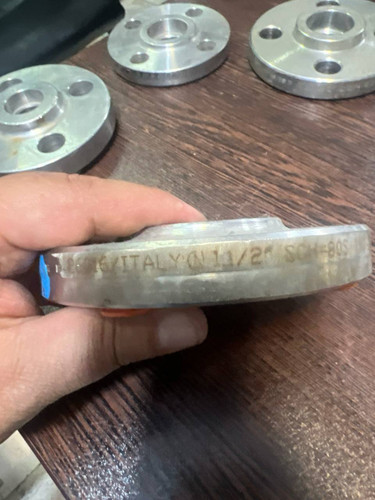 ITALY 1 1/2" SCH-80S